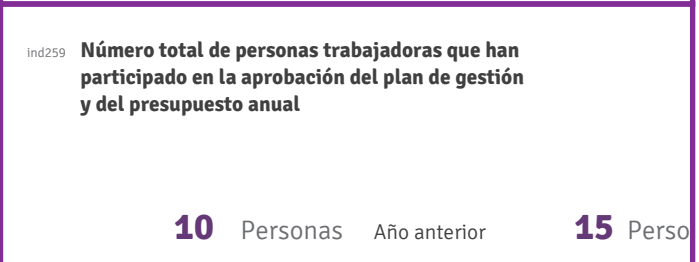 ind259 Número total de personas trabajadoras que han
participado en la aprobación del plan de gestión
y del presupuesto anual
10 Personas Año anterior 15 Perso